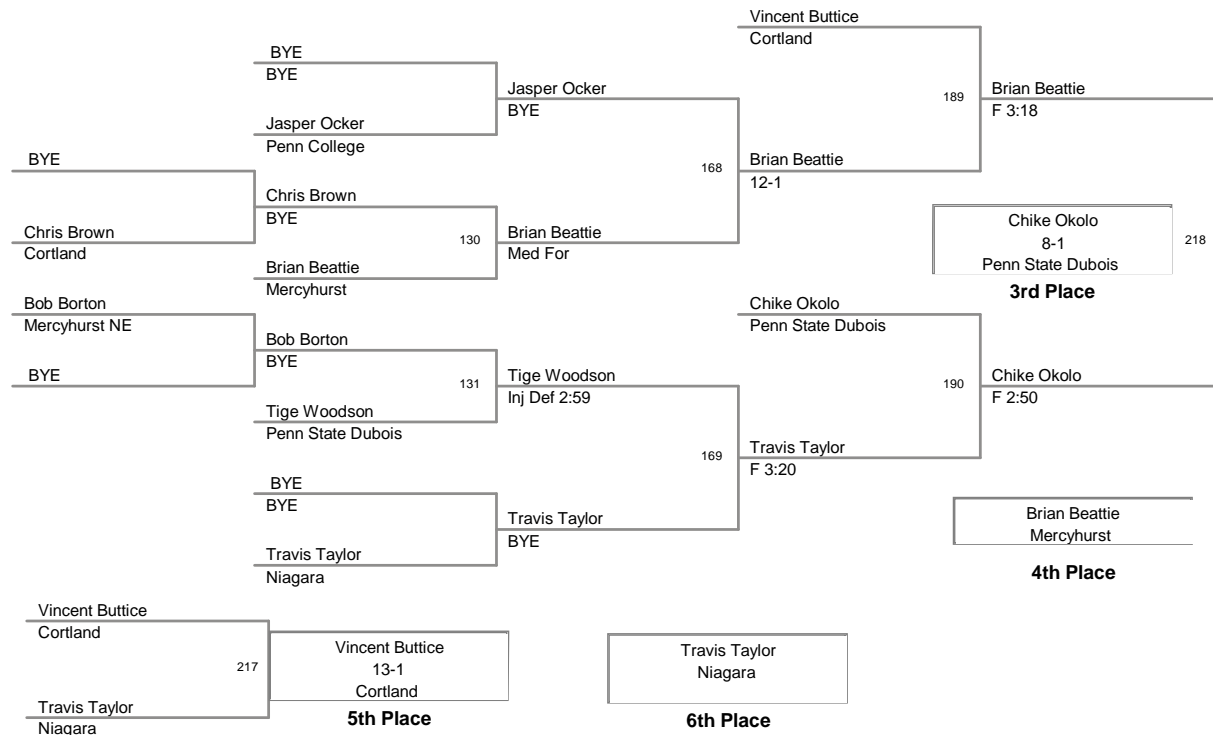 Vincent Buttice
Cortland
BYE
BYE
Jasper Ocker
BYE
189
Brian Beattie
F 3:18
Jasper Ocker
Penn College
BYE
168
Brian Beattie
12-1
Chris Brown
BYE
Chris Brown
Cortland
130
Brian Beattie
Med For
Chike Okolo
8-1
Penn State Dubois
218
3rd Place
Brian Beattie
Mercyhurst
Bob Borton
Mercyhurst NE
Chike Okolo
Penn State Dubois
Bob Borton
BYE
BYE
131
Tige Woodson
Inj Def 2:59
190
Chike Okolo
F 2:50
Tige Woodson
Penn State Dubois
169
Travis Taylor
F 3:20
BYE
BYE
Travis Taylor
BYE
Brian Beattie
Mercyhurst
4th Place
Travis Taylor
Niagara
Vincent Buttice
Cortland
217
Vincent Buttice
13-1
Cortland
5th Place
Travis Taylor
Niagara
6th Place
Travis Taylor
Niagara